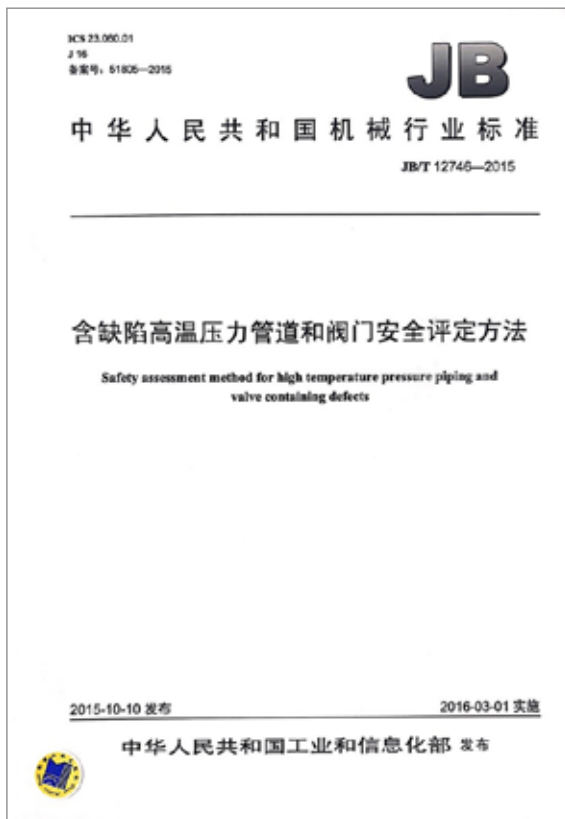 ICS 23.060.01
J 16
备案号：51805—2015
JB
中华人民共和国机械行业标准
JB/T 12746—2015
含缺陷高温压力管道和阀门安全评定方法
Safety assessment method for high temperature pressure piping and
valve containing defects
2015-10-10 发布
2016-03-01 实施
中华人民共和国工业和信息化部 发布